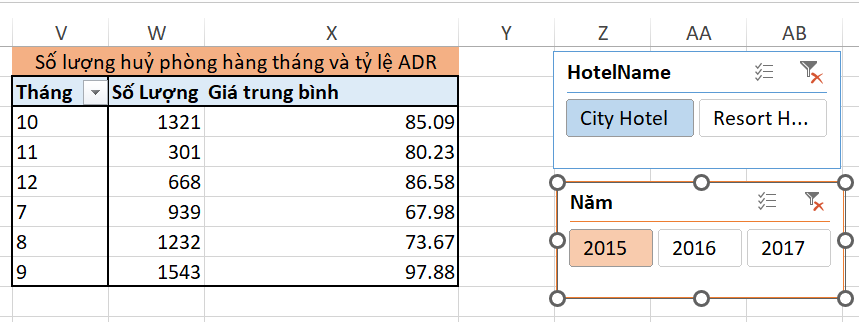 V W X Y Z AA AB
Số lượng huỷ phòng hàng tháng và tỷ lệ ADR
Tháng Số Lượng Giá trung bình
10 1321 85.09
11 301 80.23
12 668 86.58
7 939 67.98
8 1232 73.67
9 1543 97.88
HotelName
City Hotel Resort H...
Năm
2015 2016 2017